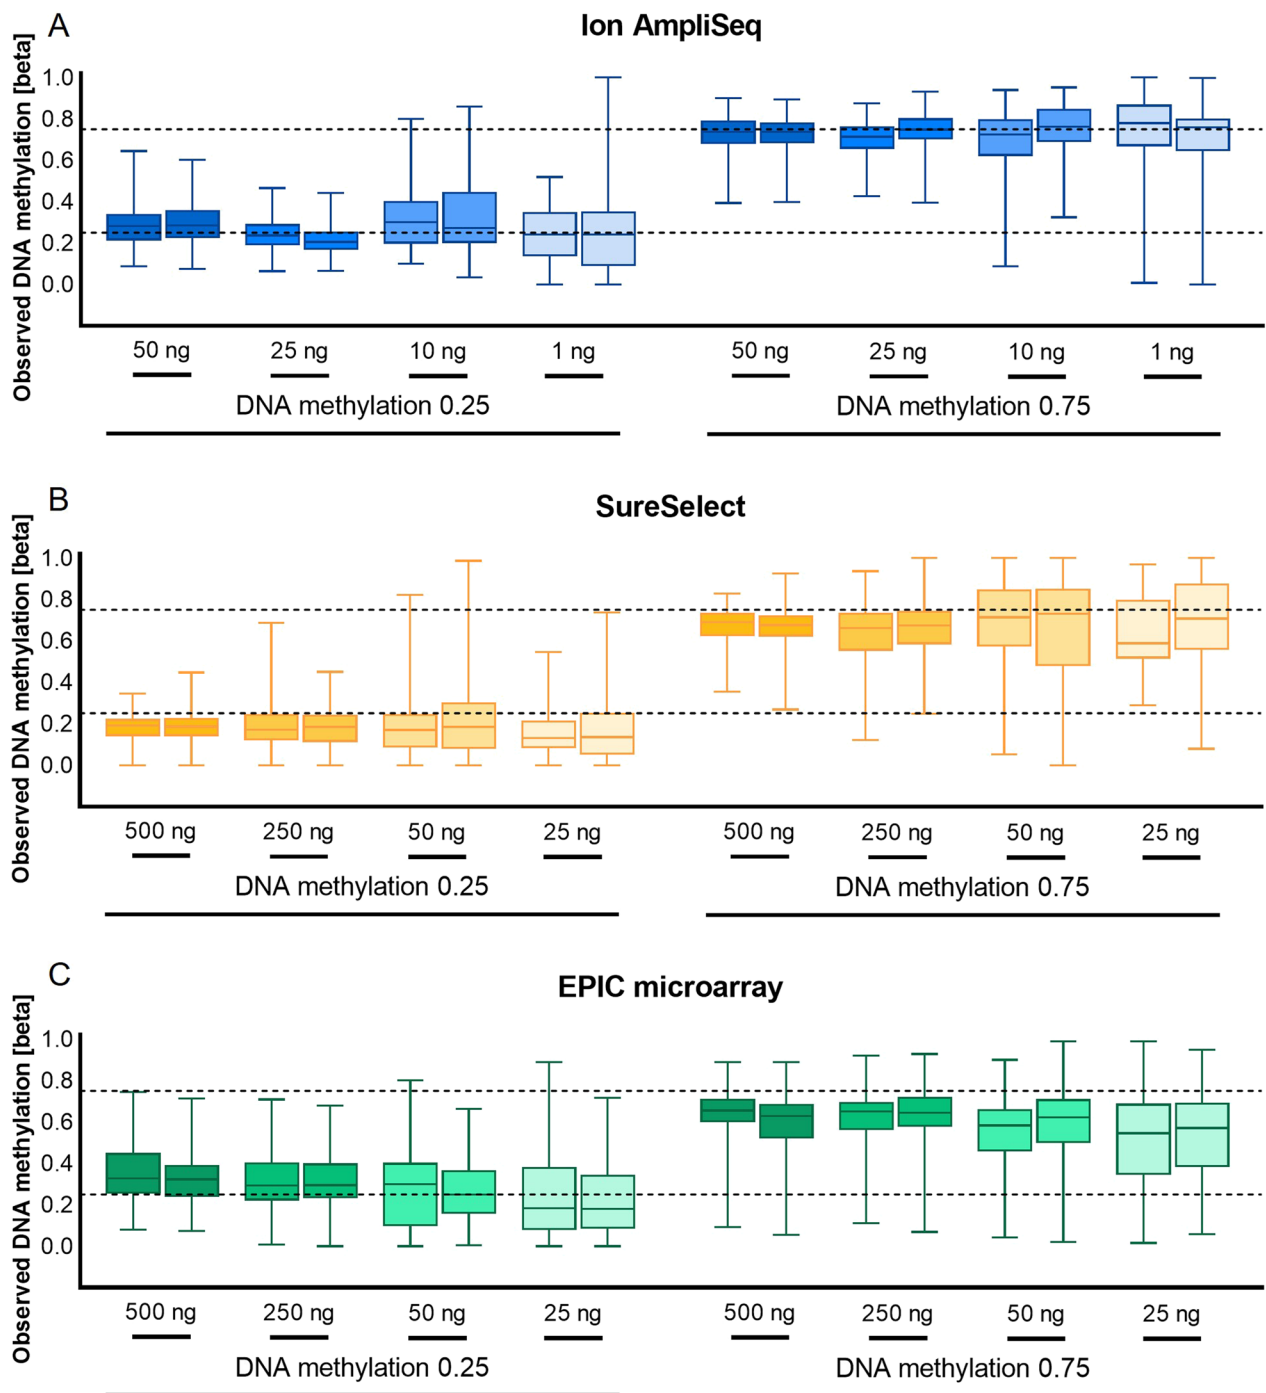 A
Ion AmpliSeq
Observed DNA methylation [beta]
1.0
0.8
0.6
0.4
0.2
0.0
50 ng 25 ng 10 ng 1 ng 50 ng 25 ng 10 ng 1 ng
DNA methylation 0.25 DNA methylation 0.75
B
SureSelect
Observed DNA methylation [beta]
1.0
0.8
0.6
0.4
0.2
0.0
500 ng 250 ng 50 ng 25 ng 500 ng 250 ng 50 ng 25 ng
DNA methylation 0.25 DNA methylation 0.75
C
EPIC microarray
Observed DNA methylation [beta]
1.0
0.8
0.6
0.4
0.2
0.0
500 ng 250 ng 50 ng 25 ng 500 ng 250 ng 50 ng 25 ng
DNA methylation 0.25 DNA methylation 0.75